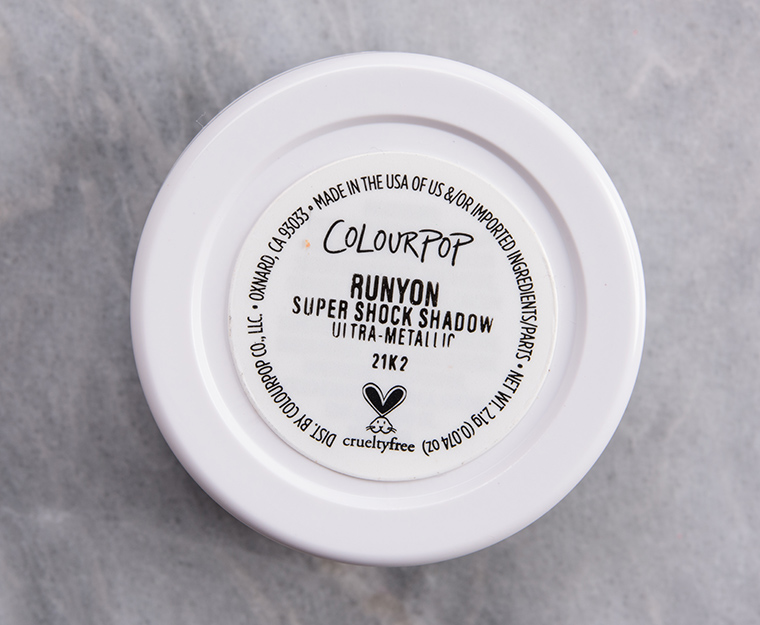 COLOURPOP
RUNYON
SUPER SHOCK SHADOW
ULTRA-METALLIC
21K2
crueltyfree
DIST. BY COLOURPOP CO., LLC. • OXNARD, CA 93033 • MADE IN THE USA OF US &/OR IMPORTED INGREDIENTS/PARTS • NET WT. 2.1g (0.074 oz)